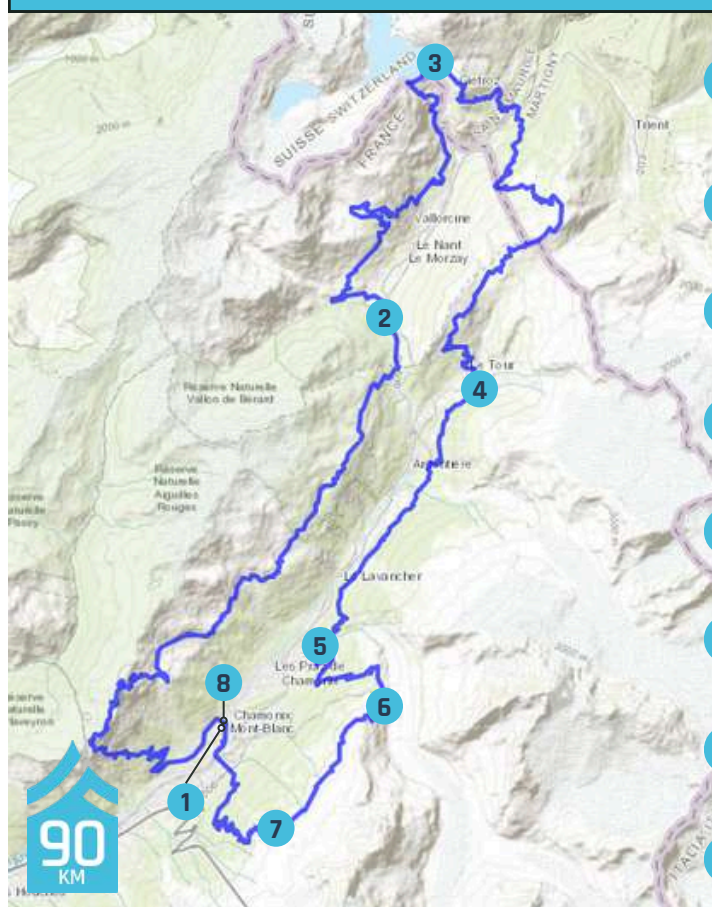 3
SUISSE SWITZERLAND
FRANCE
MARTIGNY
2000 m
Trient
Vallorcine
Le Nant
Le Morzay
2
Le Tour
4
Réserve Naturelle
Vallon de Bérard
Argentière
Réserve
Naturelle
Aiguilles
Rouges
Le Lavancher
5
Les Praz de
Chamonix
8
6
Chamonix
Mont-Blanc
1
7
90
KM